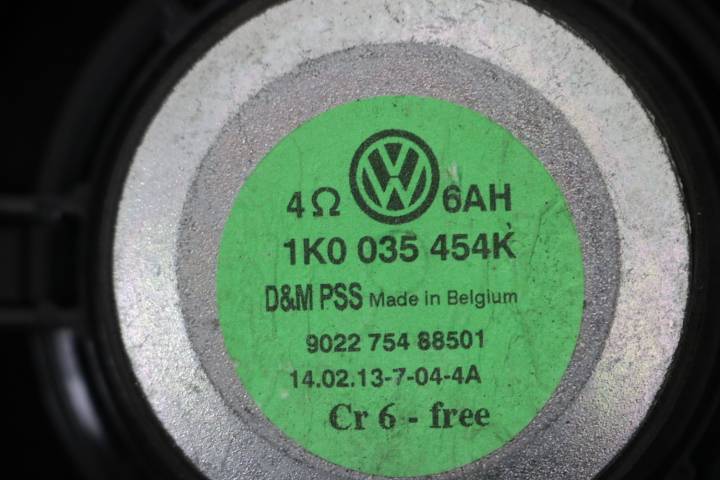 4Ω VW 6AH
1K0 035 454K
D&M PSS Made in Belgium
9022 754 88501
14.02.13-7-04-4A
Cr 6 - free